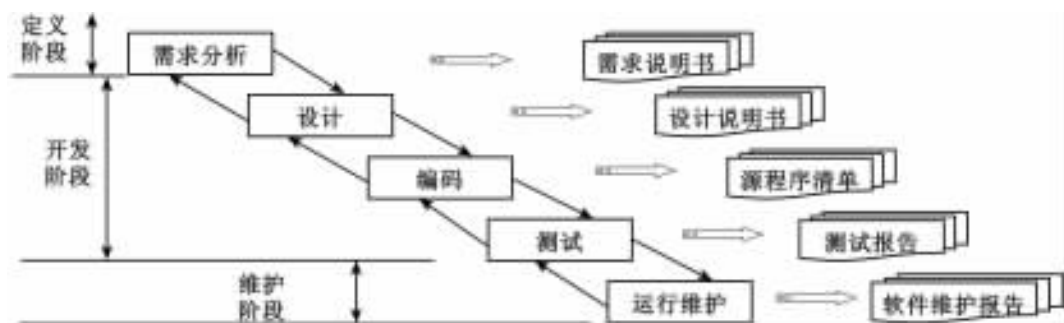 定义
阶段
需求分析
需求说明书
设计
设计说明书
开发
阶段
编码
源程序清单
测试
测试报告
维护
阶段
运行维护
软件维护报告